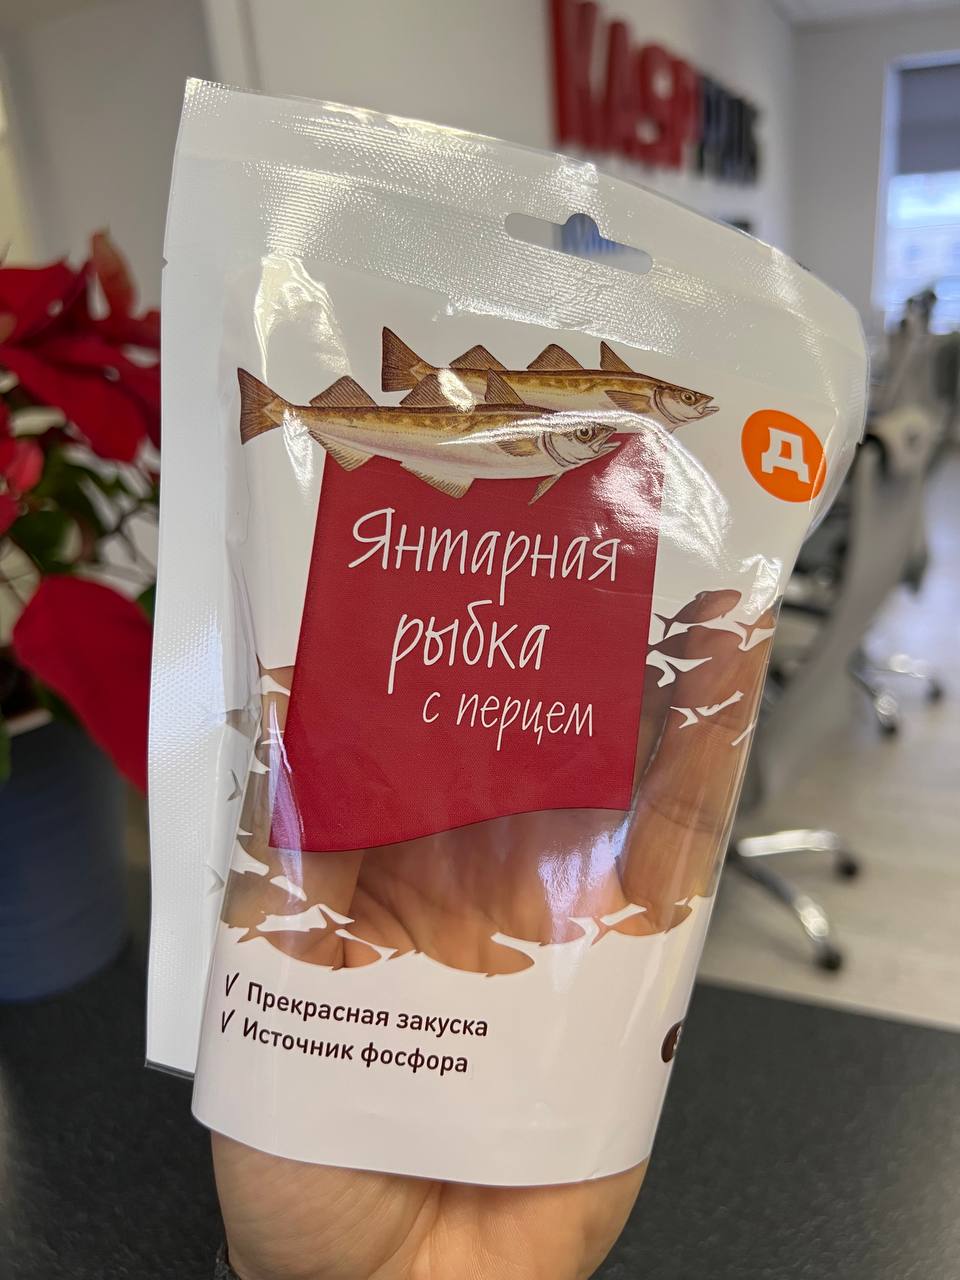 Д
Янтарная
рыбка
с перцем
√ Прекрасная закуска
√ Источник фосфора